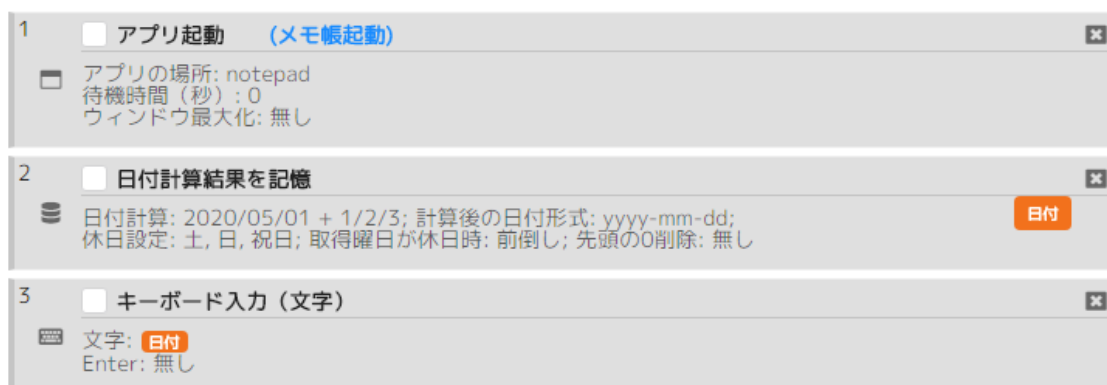 1
アプリ起動 (メモ帳起動)
アプリの場所: notepad
待機時間（秒）: 0
ウィンドウ最大化: 無し
2
日付計算結果を記憶
日付計算: 2020/05/01 + 1/2/3; 計算後の日付形式: yyyy-mm-dd;
日付
休日設定: 土, 日, 祝日; 取得曜日が休日時: 前倒し; 先頭の0削除: 無し
3
キーボード入力（文字）
文字: 日付
Enter: 無し